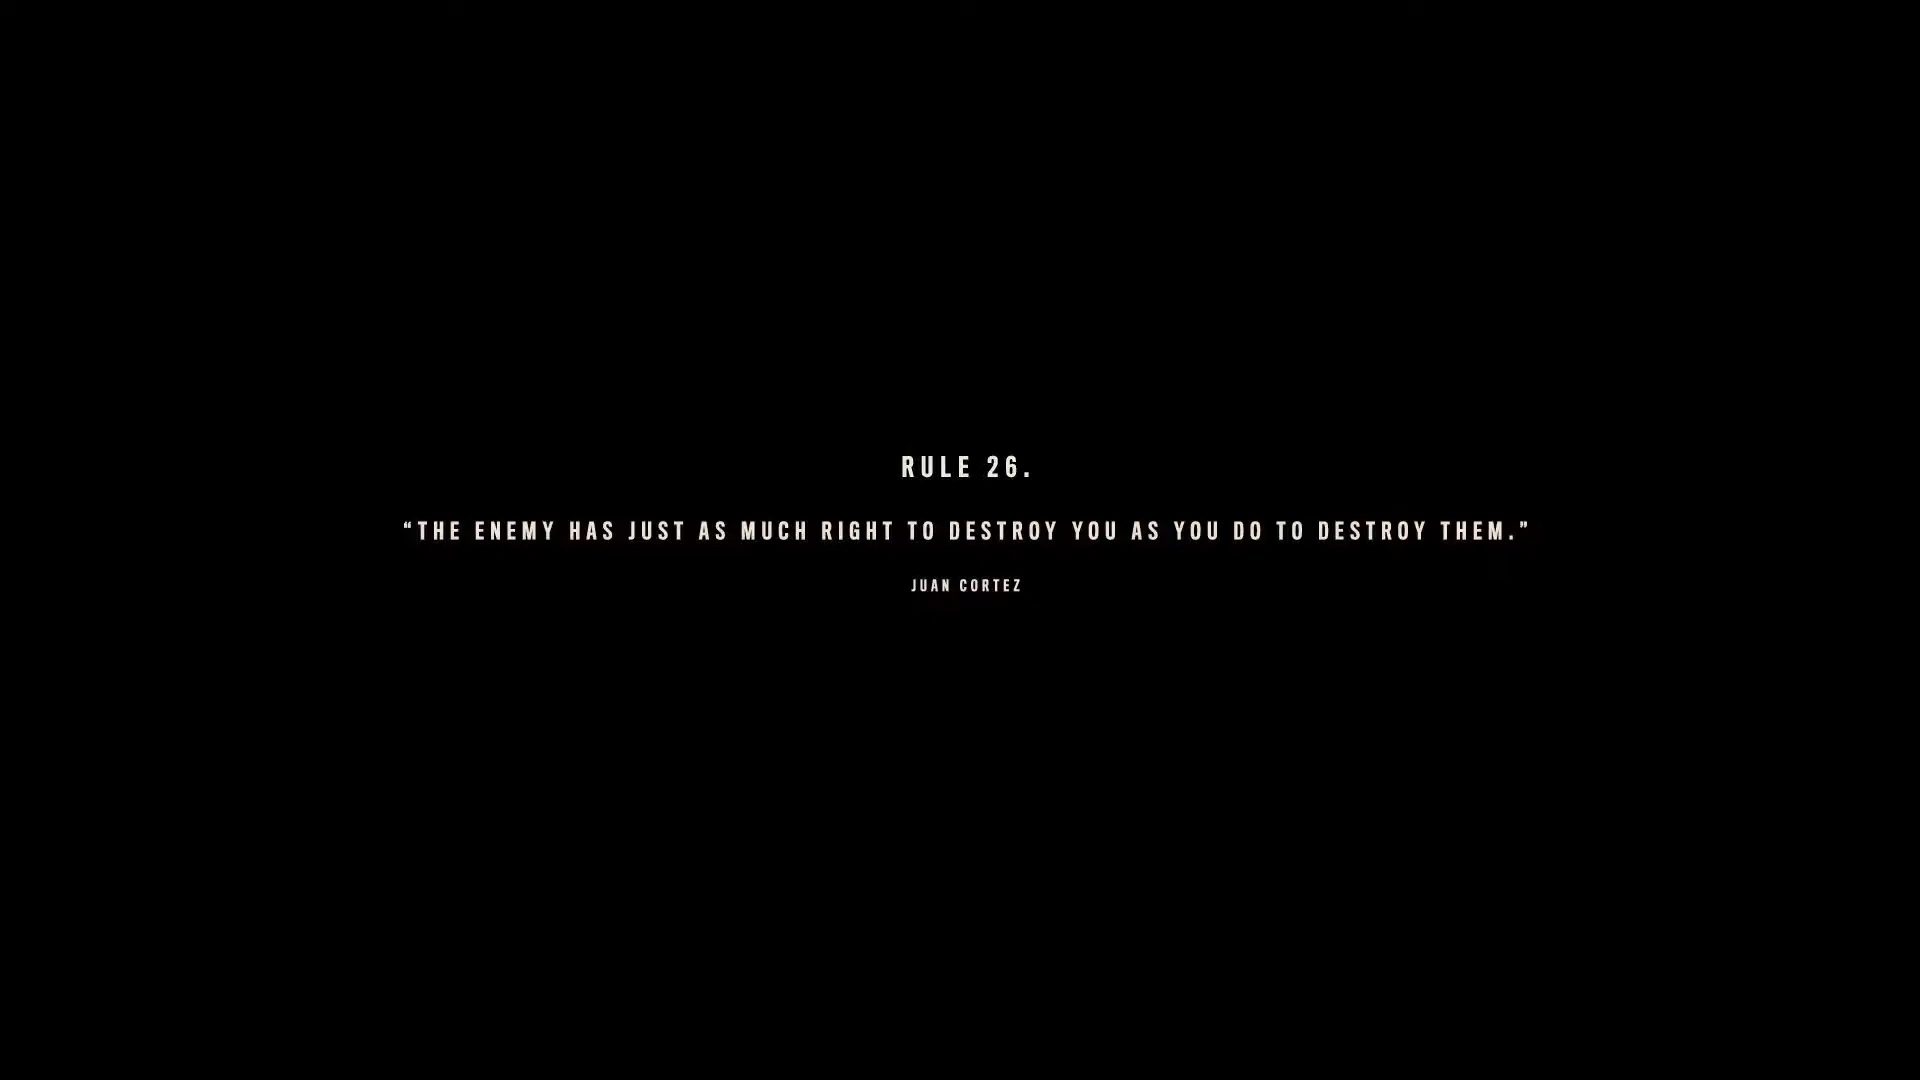 RULE 26.
“THE ENEMY HAS JUST AS MUCH RIGHT TO DESTROY YOU AS YOU DO TO DESTROY THEM.”
JUAN CORTEZ